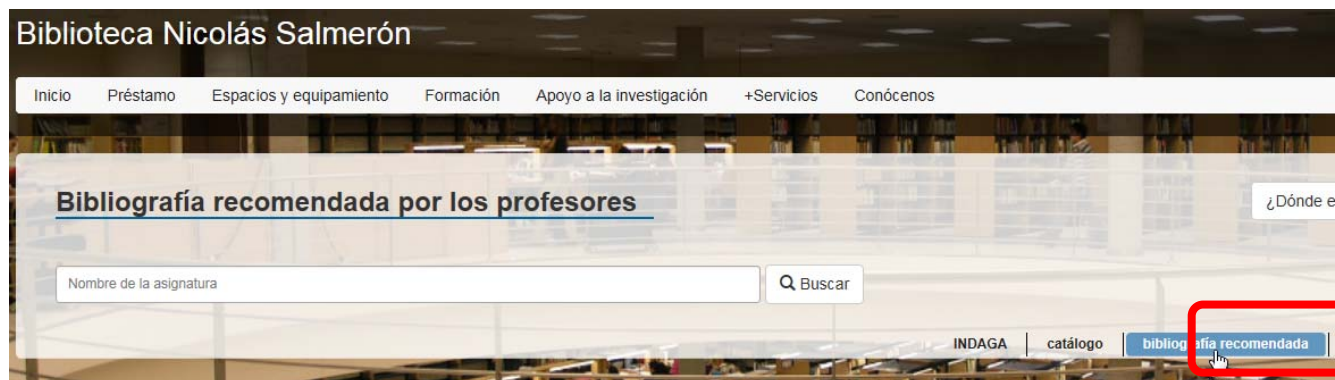 Biblioteca Nicolás Salmerón
Inicio Préstamo Espacios y equipamiento Formación Apoyo a la investigación +Servicios Conócenos
Bibliografía recomendada por los profesores
¿Dónde e
Nombre de la asignatura Buscar
INDAGA catálogo bibliografía recomendada